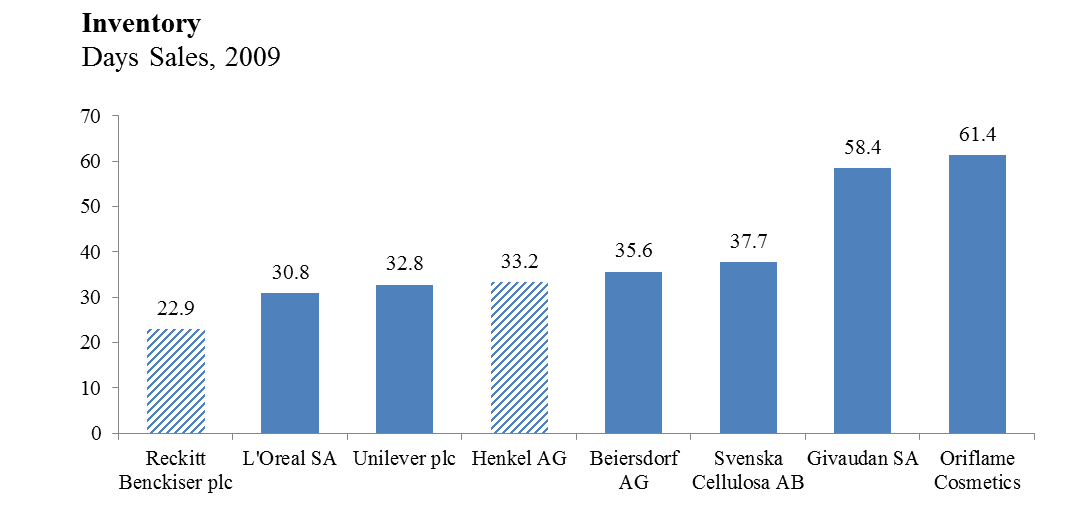 Inventory
Days Sales, 2009
70
60
50
40
30
20
10
0
22.9
30.8
32.8
33.2
35.6
37.7
58.4
61.4
Reckitt
Benckiser plc
L'Oreal SA
Unilever plc
Henkel AG
Beiersdorf
AG
Svenska
Cellulosa AB
Givaudan SA
Oriflame
Cosmetics